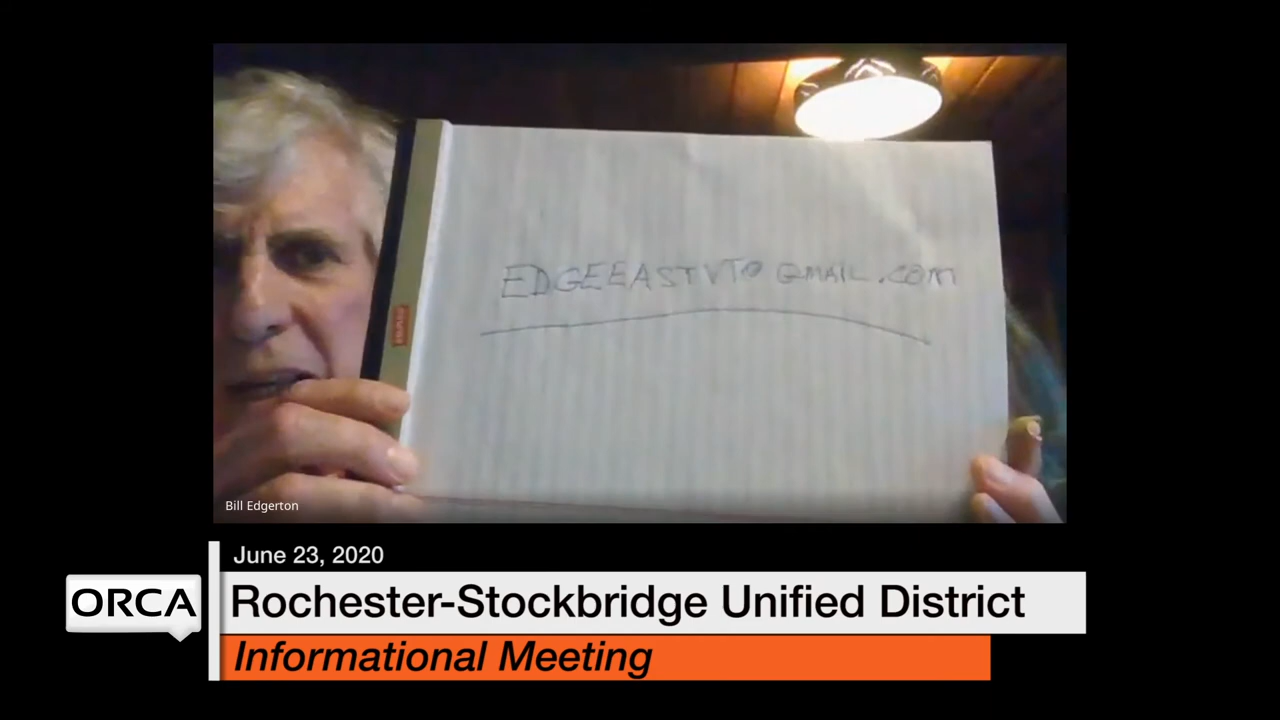 EDGEEASTVT@ GMAIL.COM
Bill Edgerton
June 23, 2020
ORCA
Rochester-Stockbridge Unified District
Informational Meeting